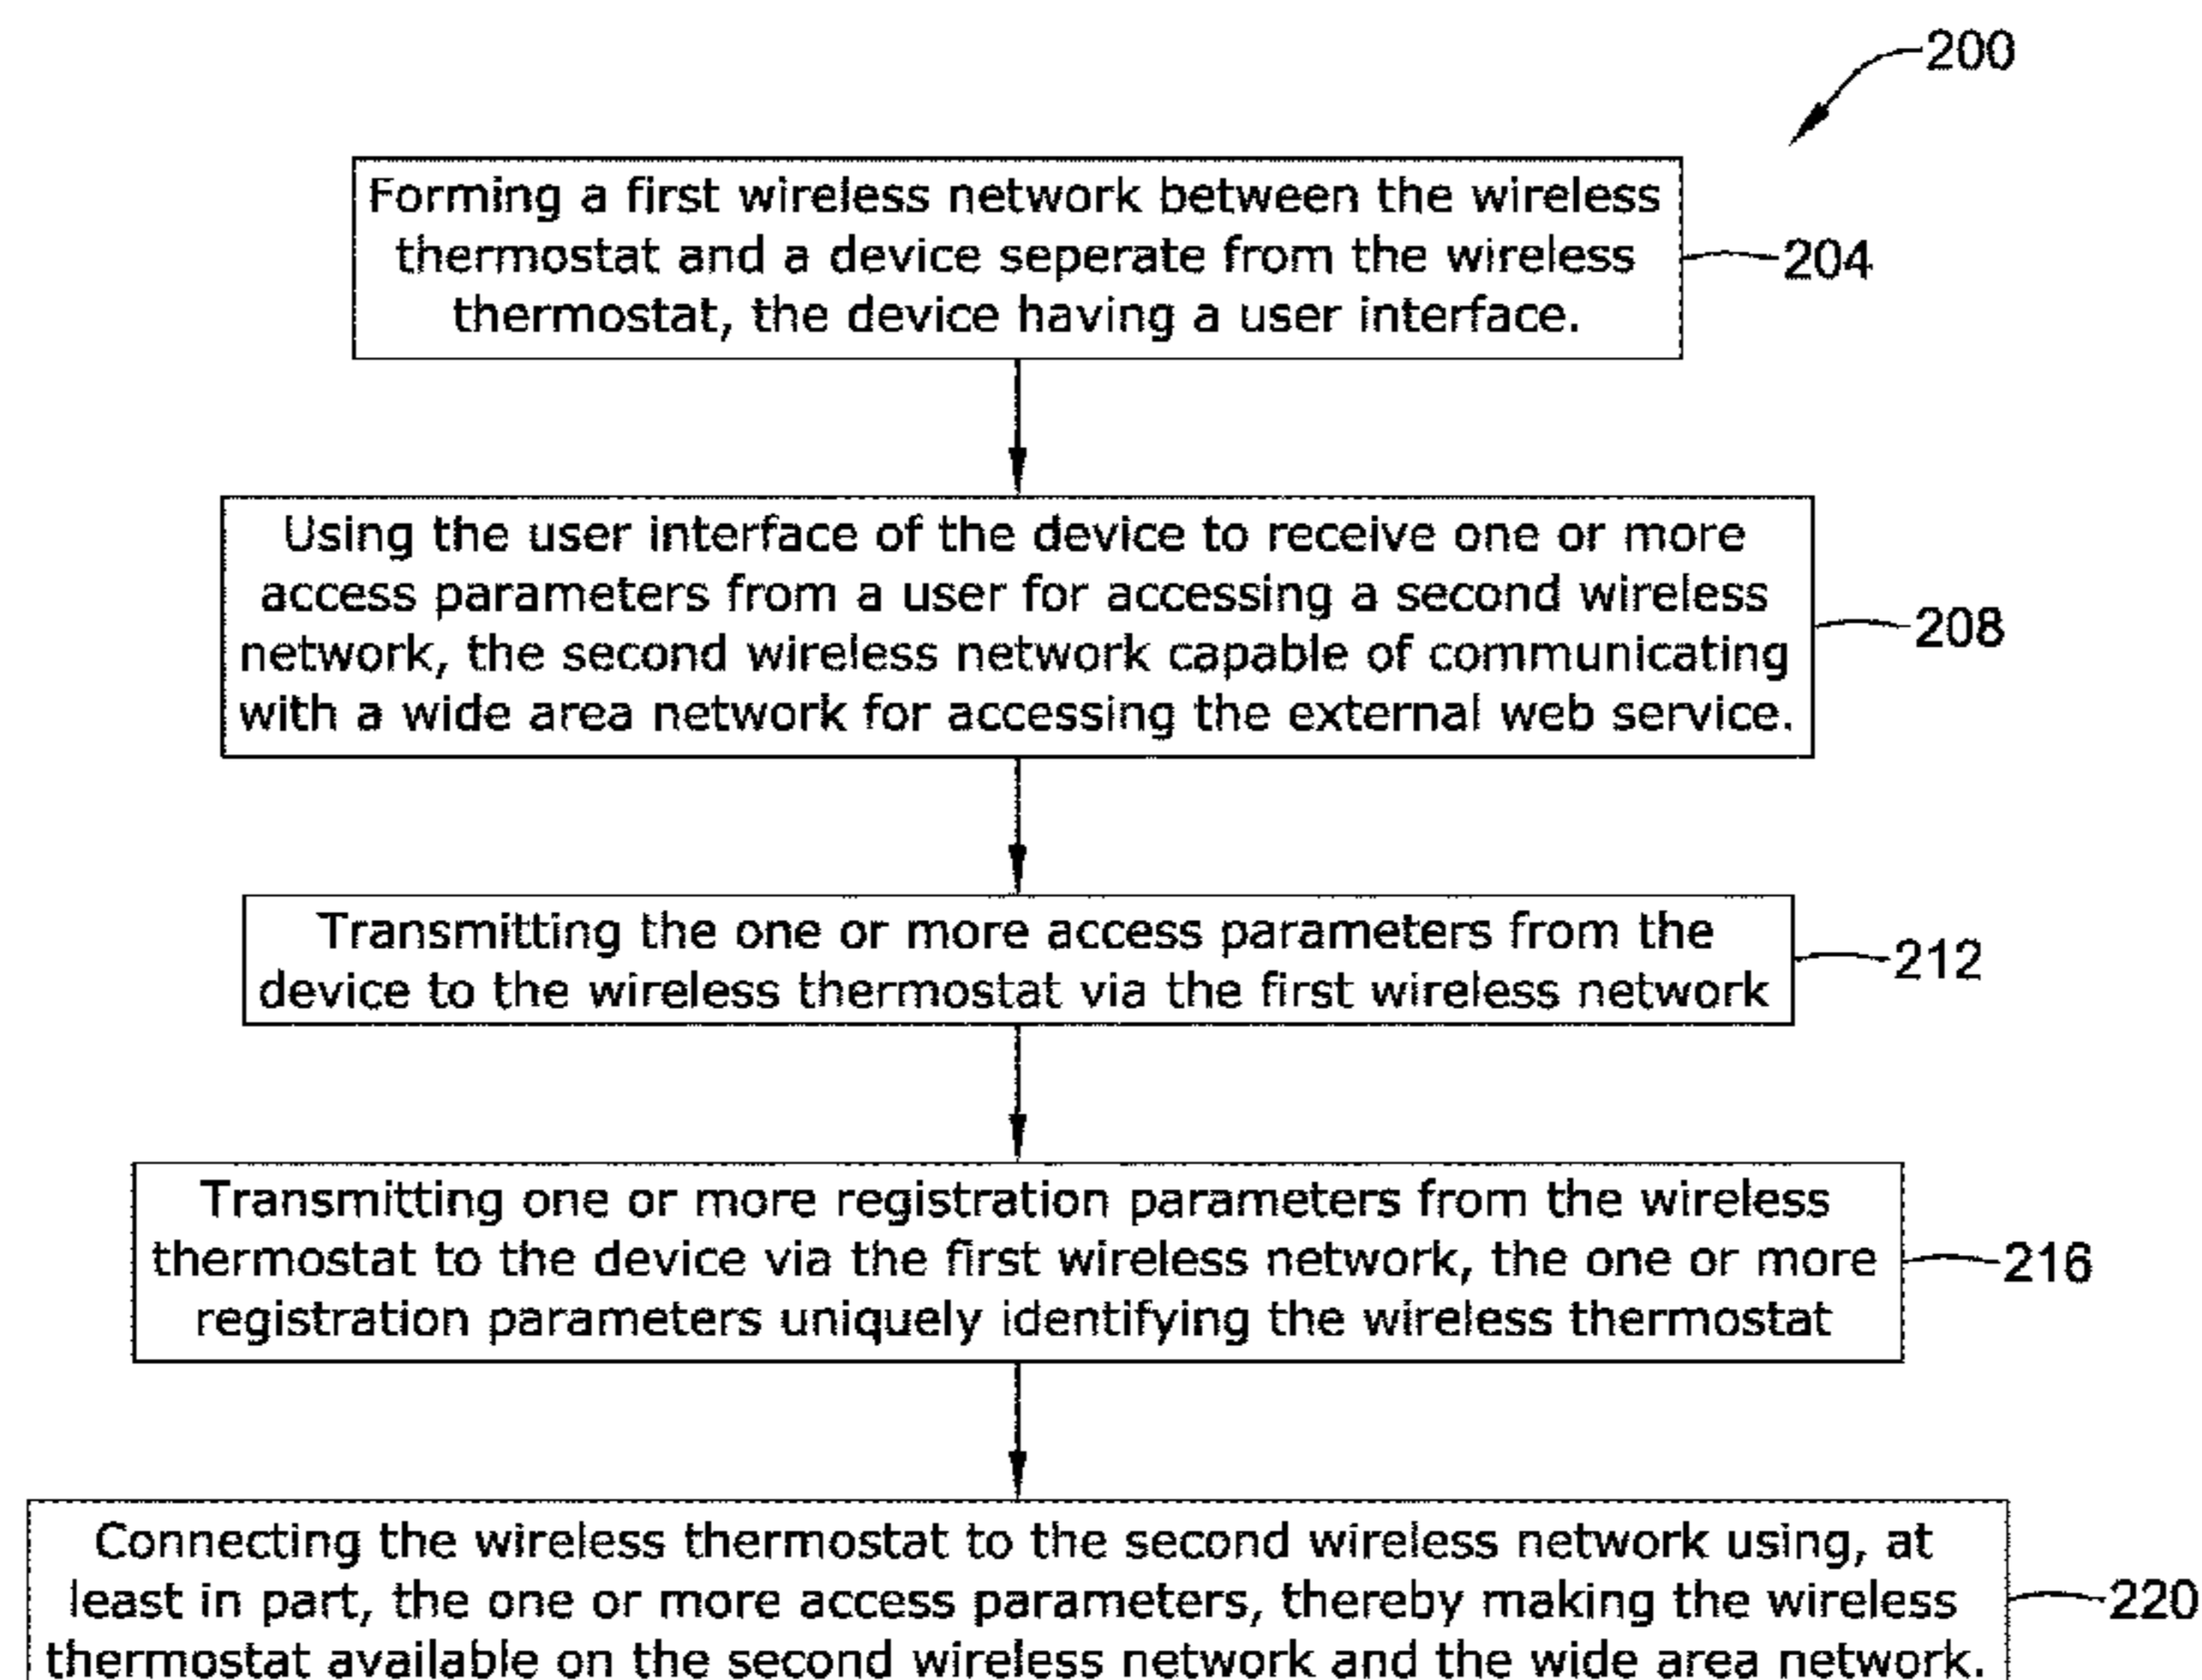 200
Forming a first wireless network between the wireless
thermostat and a device seperate from the wireless
thermostat, the device having a user interface.
204
Using the user interface of the device to receive one or more
access parameters from a user for accessing a second wireless
network, the second wireless network capable of communicating
with a wide area network for accessing the external web service.
208
Transmitting the one or more access parameters from the
device to the wireless thermostat via the first wireless network
212
Transmitting one or more registration parameters from the wireless
thermostat to the device via the first wireless network, the one or more
registration parameters uniquely identifying the wireless thermostat
216
Connecting the wireless thermostat to the second wireless network using, at
least in part, the one or more access parameters, thereby making the wireless
thermostat available on the second wireless network and the wide area network.
220